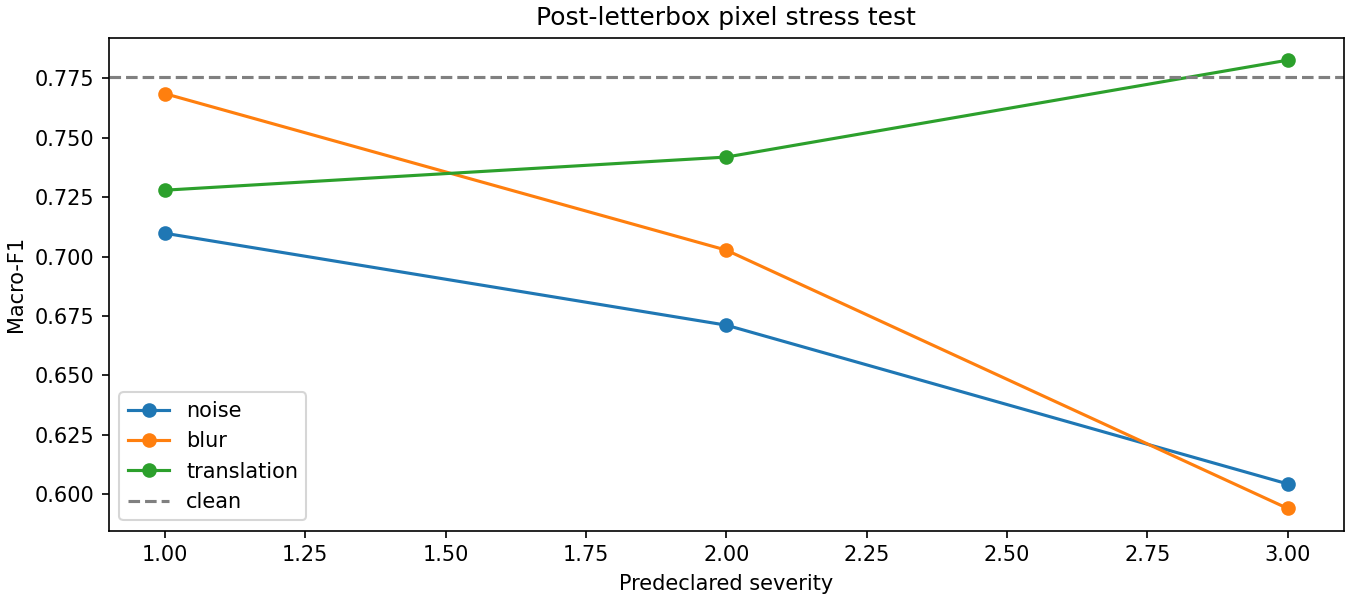 Post-letterbox pixel stress test
Macro-F1
0.775
0.750
0.725
0.700
0.675
0.650
0.625
0.600
noise
blur
translation
clean
1.00 1.25 1.50 1.75 2.00 2.25 2.50 2.75 3.00
Predeclared severity